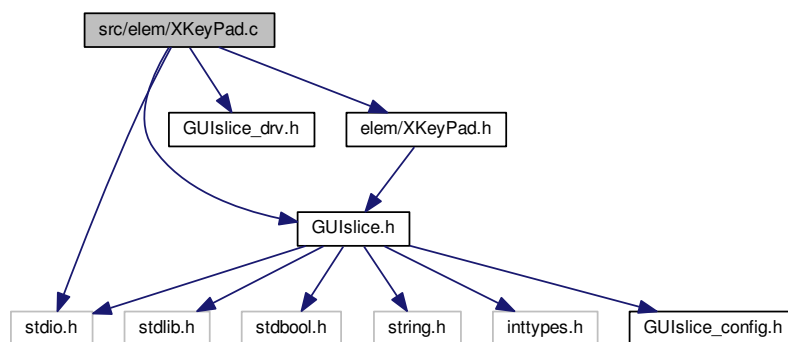 src/elem/XKeyPad.c
GUIslice_drv.h
elem/XKeyPad.h
GUIslice.h
stdio.h
stdlib.h
stdbool.h
string.h
inttypes.h
GUIslice_config.h